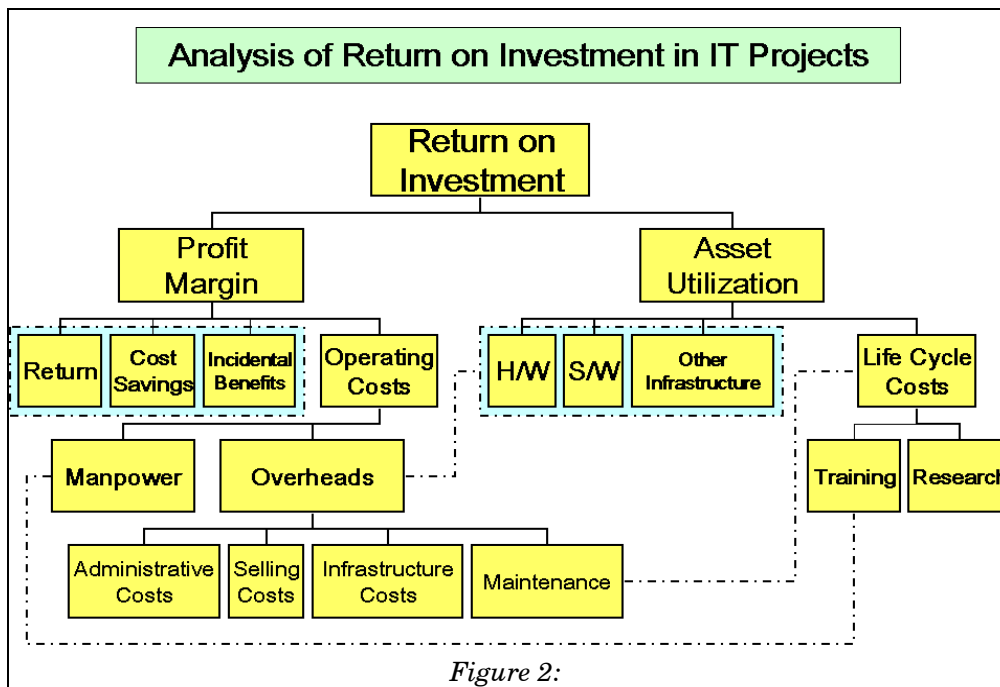 Analysis of Return on Investment in IT Projects
Return on
Investment
Profit
Margin
Asset
Utilization
Return
Cost
Savings
Incidental
Benefits
Operating
Costs
H/W
S/W
Other
Infrastructure
Life Cycle
Costs
Manpower
Overheads
Training
Research
Administrative
Costs
Selling
Costs
Infrastructure
Costs
Maintenance
Figure 2: